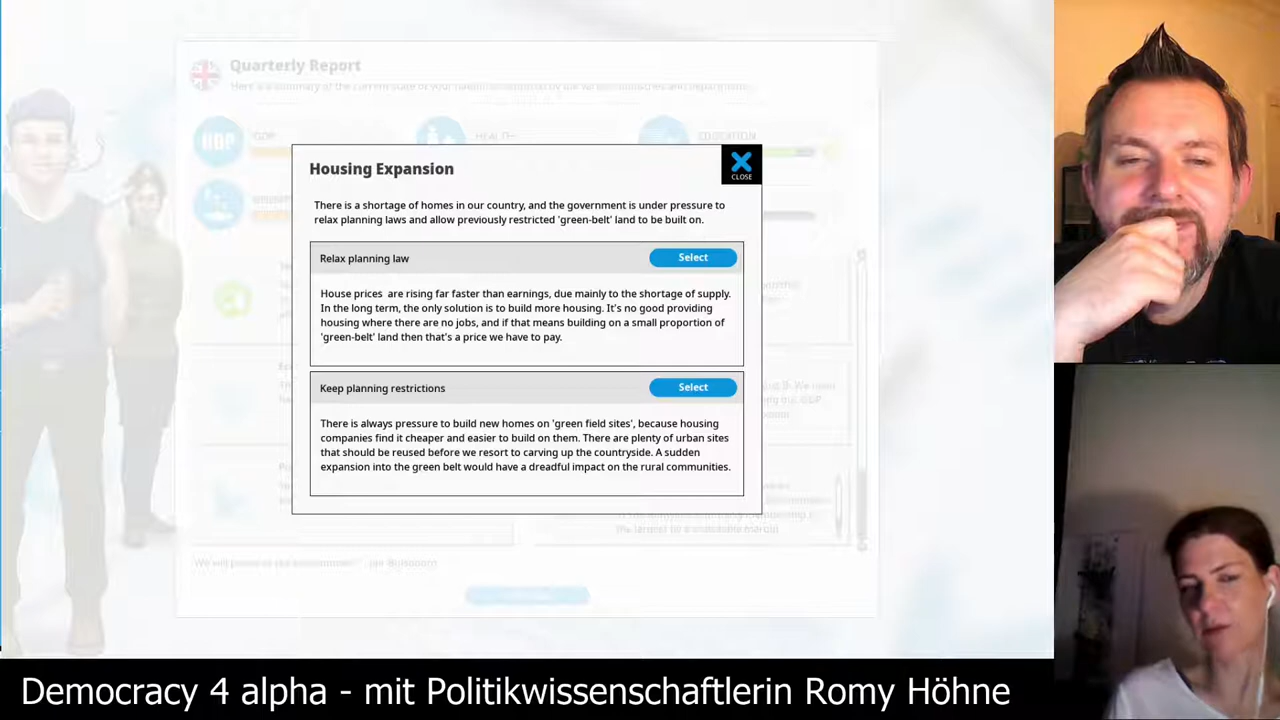 Quarterly Report
GDP
HEALTH
EDUCATION
Housing Expansion
CLOSE
There is a shortage of homes in our country, and the government is under pressure to
relax planning laws and allow previously restricted 'green-belt' land to be built on.
Relax planning law
Select
House prices are rising far faster than earnings, due mainly to the shortage of supply.
In the long term, the only solution is to build more housing. It's no good providing
housing where there are no jobs, and if that means building on a small proportion of
'green-belt' land then that's a price we have to pay.
Keep planning restrictions
Select
There is always pressure to build new homes on 'green field sites', because housing
companies find it cheaper and easier to build on them. There are plenty of urban sites
that should be reused before we resort to carving up the countryside. A sudden
expansion into the green belt would have a dreadful impact on the rural communities.
Democracy 4 alpha - mit Politikwissenschaftlerin Romy Höhne